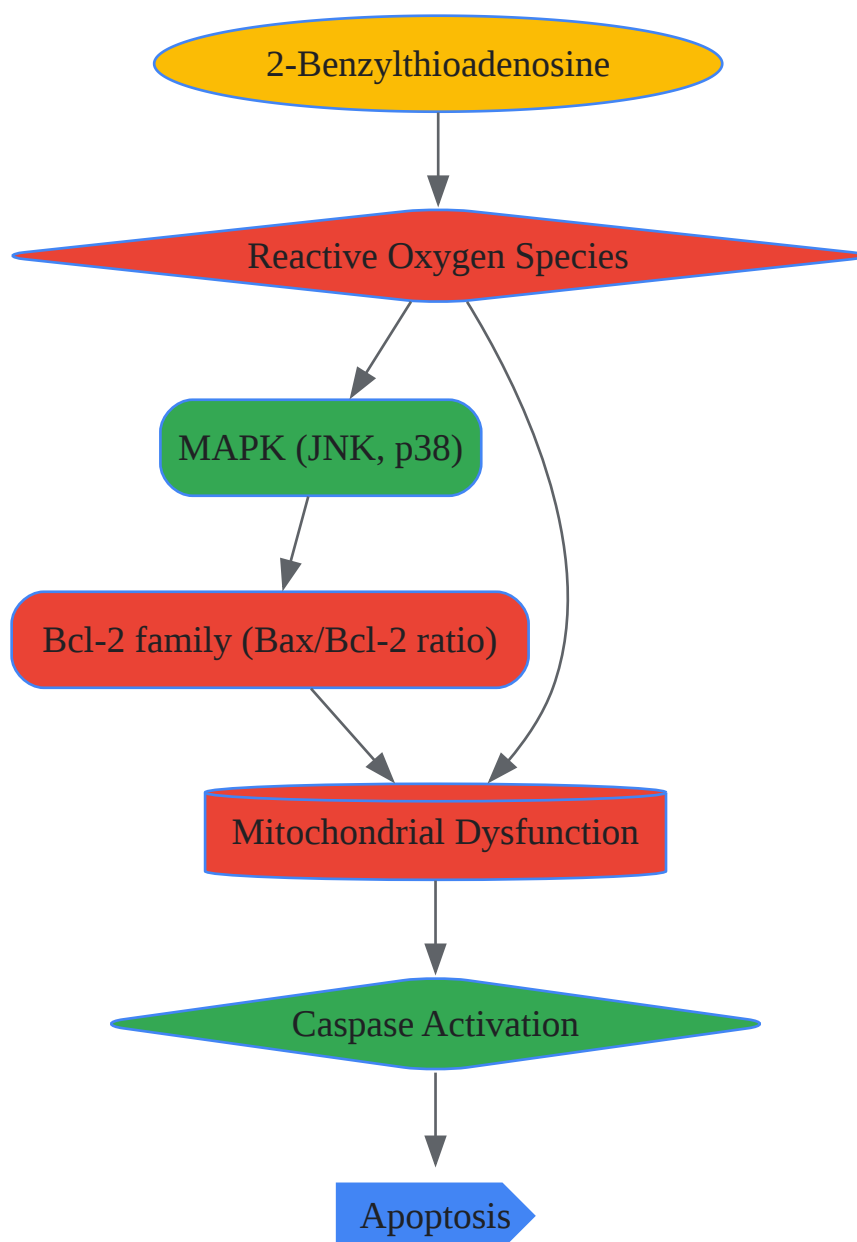 2-Benzylthioadenosine
Reactive Oxygen Species
MAPK (JNK, p38)
Bcl-2 family (Bax/Bcl-2 ratio)
Mitochondrial Dysfunction
Caspase Activation
Apoptosis